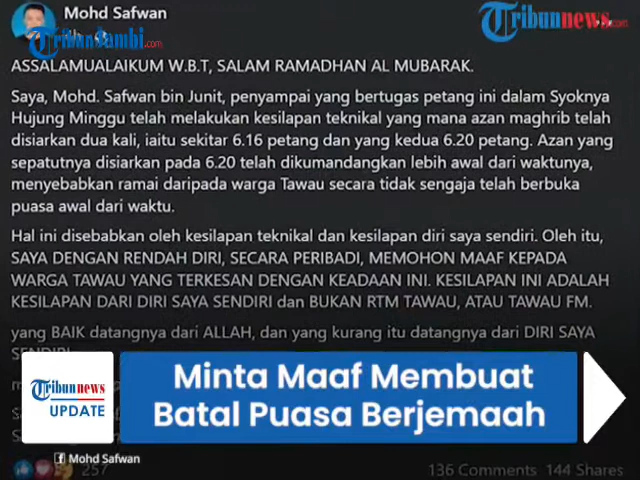 Mohd Safwan
TribunJambi.com
Tribunnews.com
ASSALAMUALAIKUM W.B.T, SALAM RAMADHAN AL MUBARAK.
Saya, Mohd. Safwan bin Junit, penyampai yang bertugas petang ini dalam Syoknya
Hujung Minggu telah melakukan kesilapan teknikal yang mana azan maghrib telah
disiarkan dua kali, iaitu sekitar 6.16 petang dan yang kedua 6.20 petang. Azan yang
sepatutnya disiarkan pada 6.20 telah dikumandangkan lebih awal dari waktunya,
menyebabkan ramai daripada warga Tawau secara tidak sengaja telah berbuka
puasa awal dari waktu.
Hal ini disebabkan oleh kesilapan teknikal dan kesilapan diri saya sendiri. Oleh itu,
SAYA DENGAN RENDAH DIRI, SECARA PERIBADI, MEMOHON MAAF KEPADA
WARGA TAWAU YANG TERKESAN DENGAN KEADAAN INI. KESILAPAN INI ADALAH
KESILAPAN DARI DIRI SAYA SENDIRI dan BUKAN RTM TAWAU, ATAU TAWAU FM.
yang BAIK datangnya dari ALLAH, dan yang kurang itu datangnya dari DIRI SAYA
SENDIRI
Tribunnews
UPDATE
Minta Maaf Membuat
Batal Puasa Berjemaah
Mohd Safwan
257
136 Comments 144 Shares